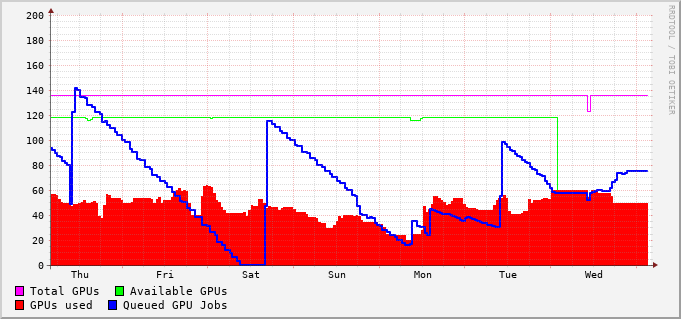 200
180
160
140
120
100
80
60
40
20
0
Thu Fri Sat Sun Mon Tue Wed
Total GPUs Available GPUs
GPUs used Queued GPU Jobs
RRDTOOL / TOBI OETIKER